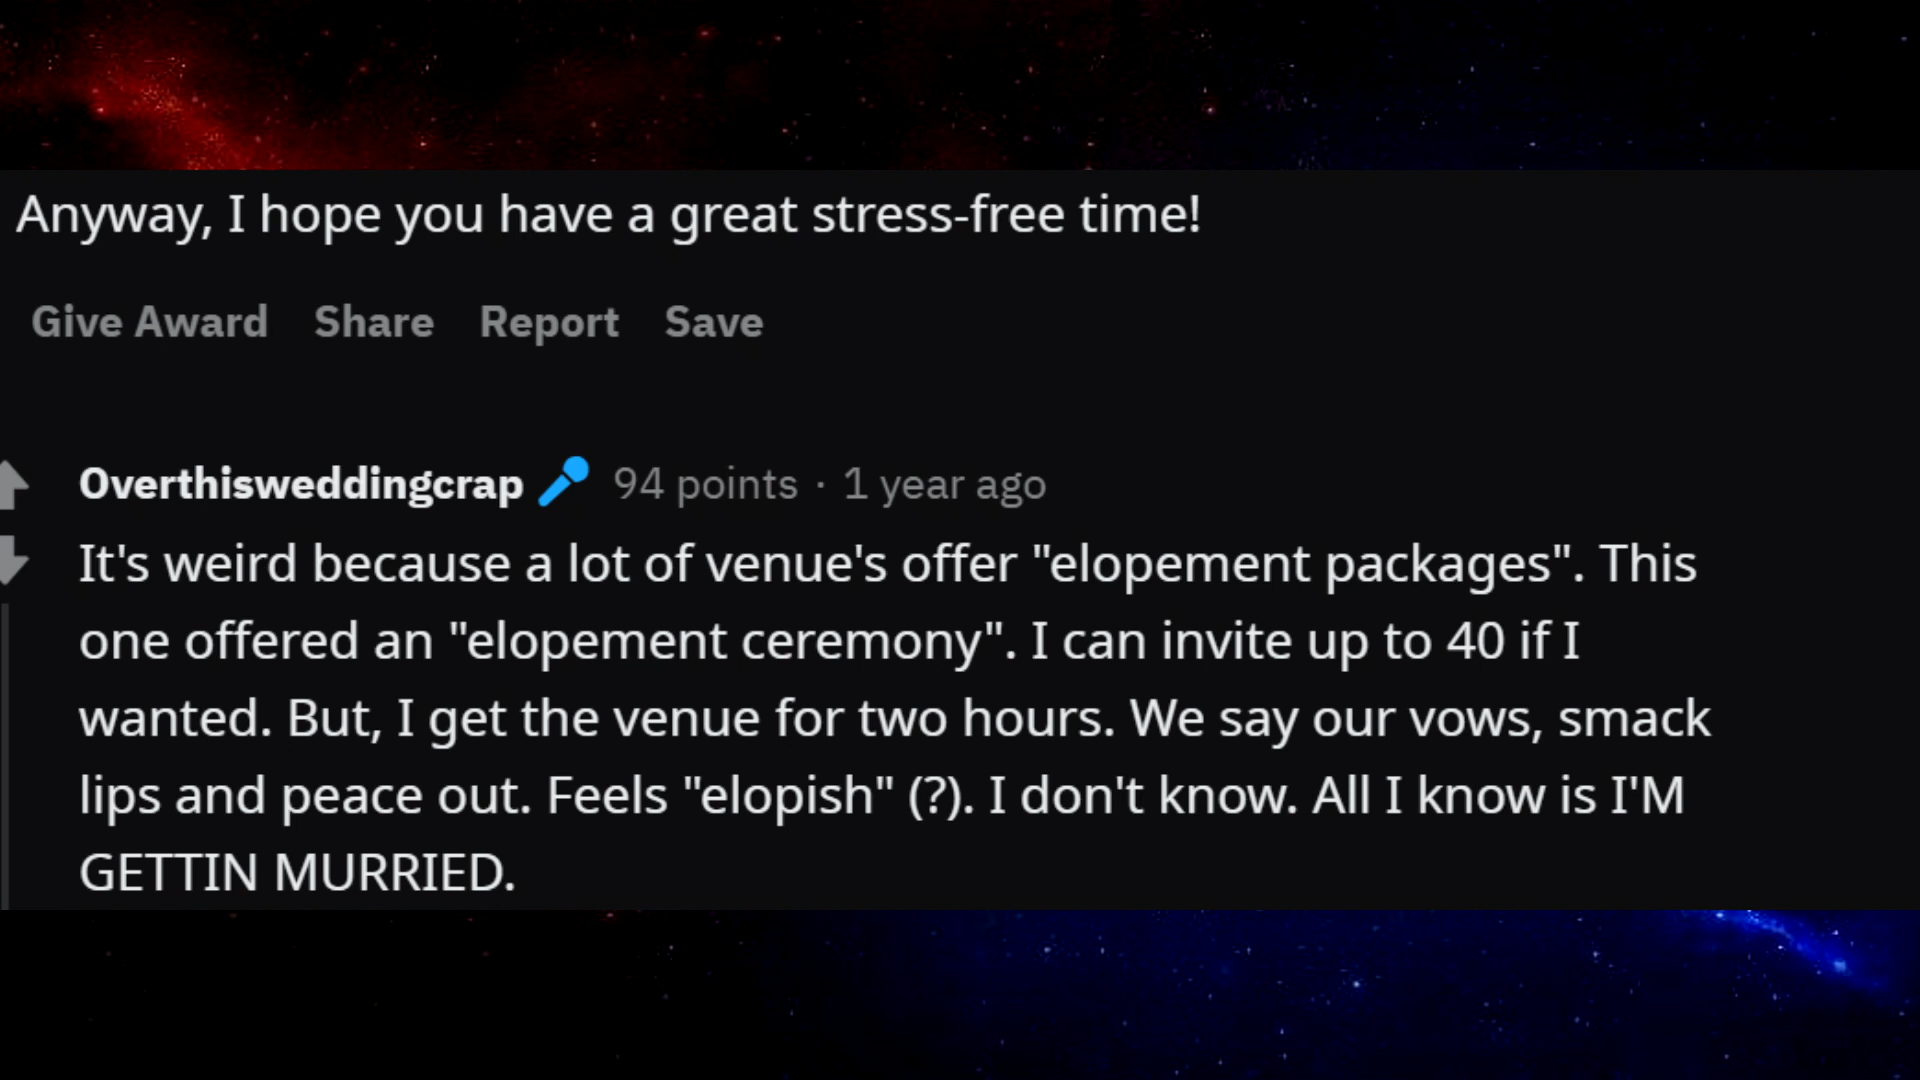 Anyway, I hope you have a great stress-free time!
Give Award Share Report Save
Overthisweddingcrap 94 points · 1 year ago
It's weird because a lot of venue's offer "elopement packages". This
one offered an "elopement ceremony". I can invite up to 40 if I
wanted. But, I get the venue for two hours. We say our vows, smack
lips and peace out. Feels "elopish" (?). I don't know. All I know is I'M
GETTIN MURRIED.